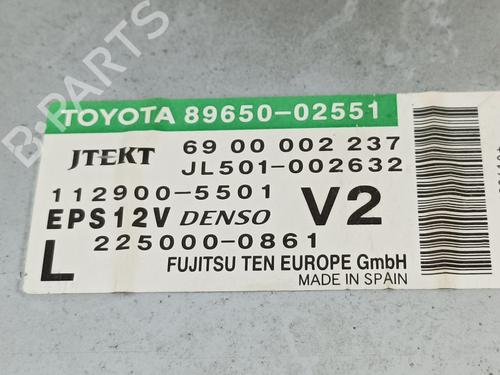 B-PARTS
TOYOTA 89650-02551
JTEKT 69 00 002 237
JL501-002632
112900-5501
EPS12V DENSO V2
L 225000-0861
FUJITSU TEN EUROPE GmbH
MADE IN SPAIN